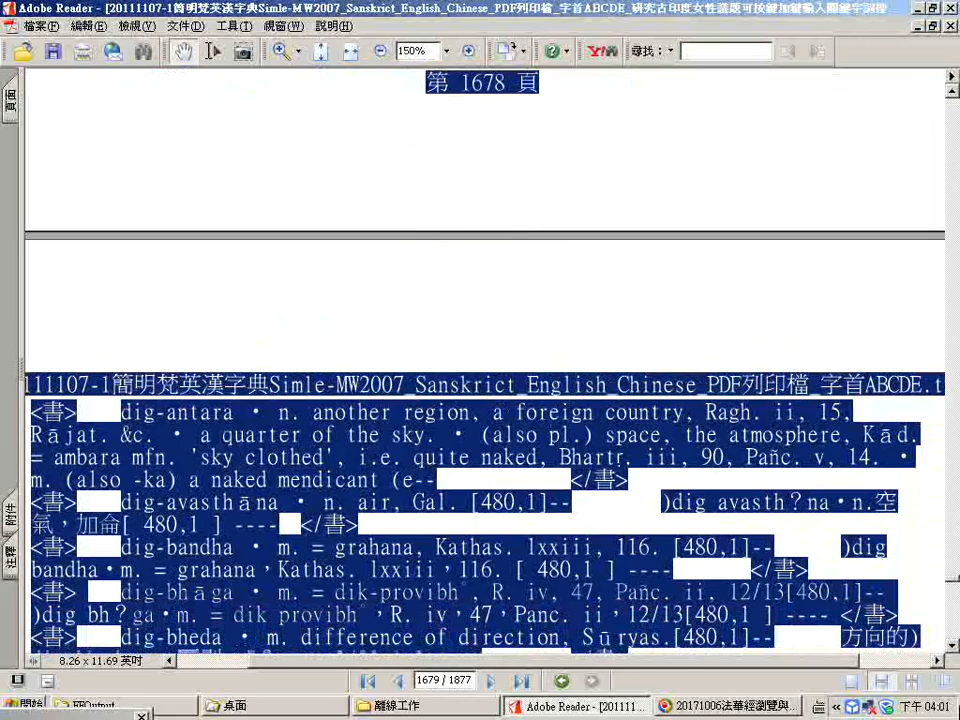 Adobe Reader - [20111107-1簡明梵英漢字典Simle-MW2007_Sanskrict_English_Chinese_PDF列印檔_字首ABCDE_研究古印度女性議題可按鍵加鍵輸入關鍵字詞搜
檔案(F) 編輯(E) 檢視(V) 文件(D) 工具(T) 視窗(W) 說明(H)
150% Y! 尋找：
頁面
第 1678 頁
111107-1簡明梵英漢字典Simle-MW2007_Sanskrict_English_Chinese_PDF列印檔_字首ABCDE.t
<書> dig-antara ‧ n. another region, a foreign country, Ragh. ii, 15,
Rājat. &c. ‧ a quarter of the sky. ‧ (also pl.) space, the atmosphere, Kād.
= ambara mfn. 'sky clothed', i.e. quite naked, Bhartr, iii, 90, Pañc. v, 14. ‧
m. (also -ka) a naked mendicant (e-- </書>
<書> dig-avasthāna ‧ n. air, Gal. [480,1]-- )dig avasth?na‧n.空
氣，加侖[ 480,1 ] ---- </書>
<書> dig-bandha ‧ m. = grahana, Kathas. lxxiii, 116. [480,1]-- )dig
bandha‧m. = grahana，Kathas. lxxiii，116. [ 480,1 ] ---- </書>
<書> dig-bhāga ‧ m. = dik-provibh˚, R. iv, 47, Pañc. ii, 12/13[480,1]--
)dig bh?ga‧m. = dik provibh˚，R. iv，47，Panc. ii，12/13[480,1 ] ---- </書>
<書> dig-bheda ‧ m. difference of direction, Sūryas.[480,1]-- 方向的)
附件
注釋
8.26 x 11.69 英吋
1679 / 1877
開始 FFOutput 桌面 離線工作 Adobe Reader - [2011... 20171006法華經瀏覽與... 下午 04:01